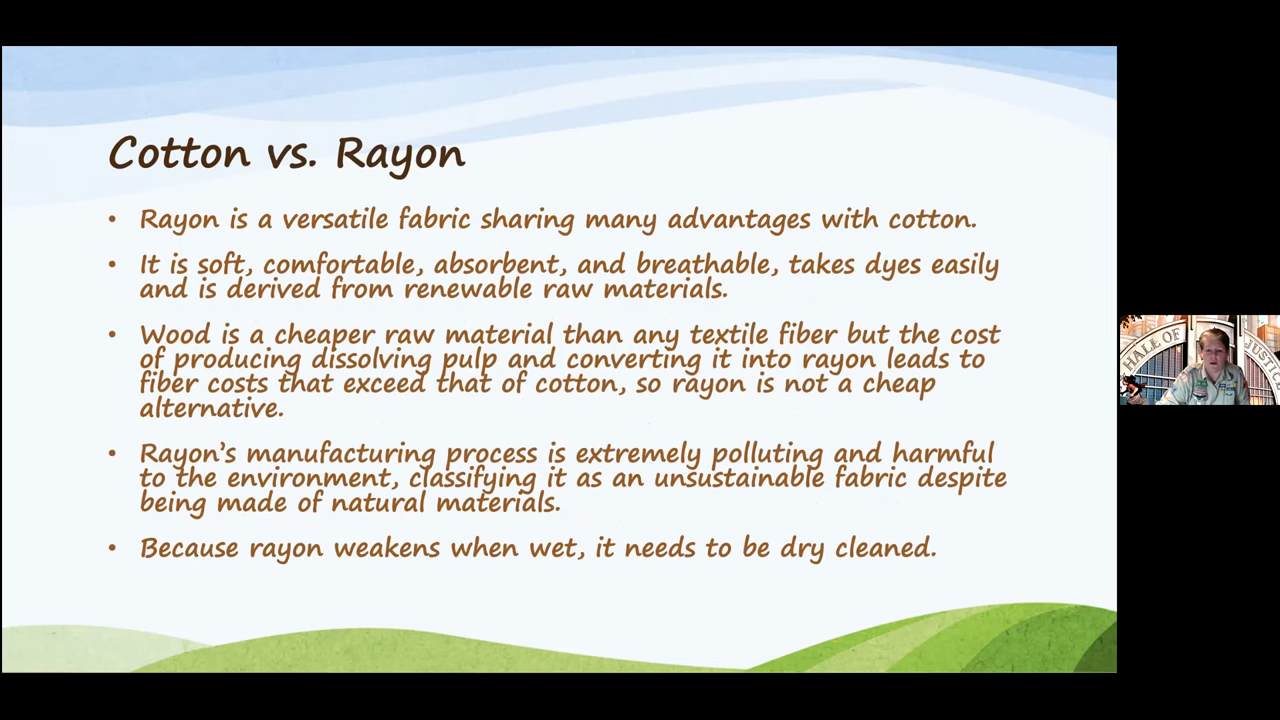 Cotton vs. Rayon
• Rayon is a versatile fabric sharing many advantages with cotton.
• It is soft, comfortable, absorbent, and breathable, takes dyes easily
and is derived from renewable raw materials.
• Wood is a cheaper raw material than any textile fiber but the cost
of producing dissolving pulp and converting it into rayon leads to
fiber costs that exceed that of cotton, so rayon is not a cheap
alternative.
• Rayon’s manufacturing process is extremely polluting and harmful
to the environment, classifying it as an unsustainable fabric despite
being made of natural materials.
• Because rayon weakens when wet, it needs to be dry cleaned.
HALL OF JUSTICE